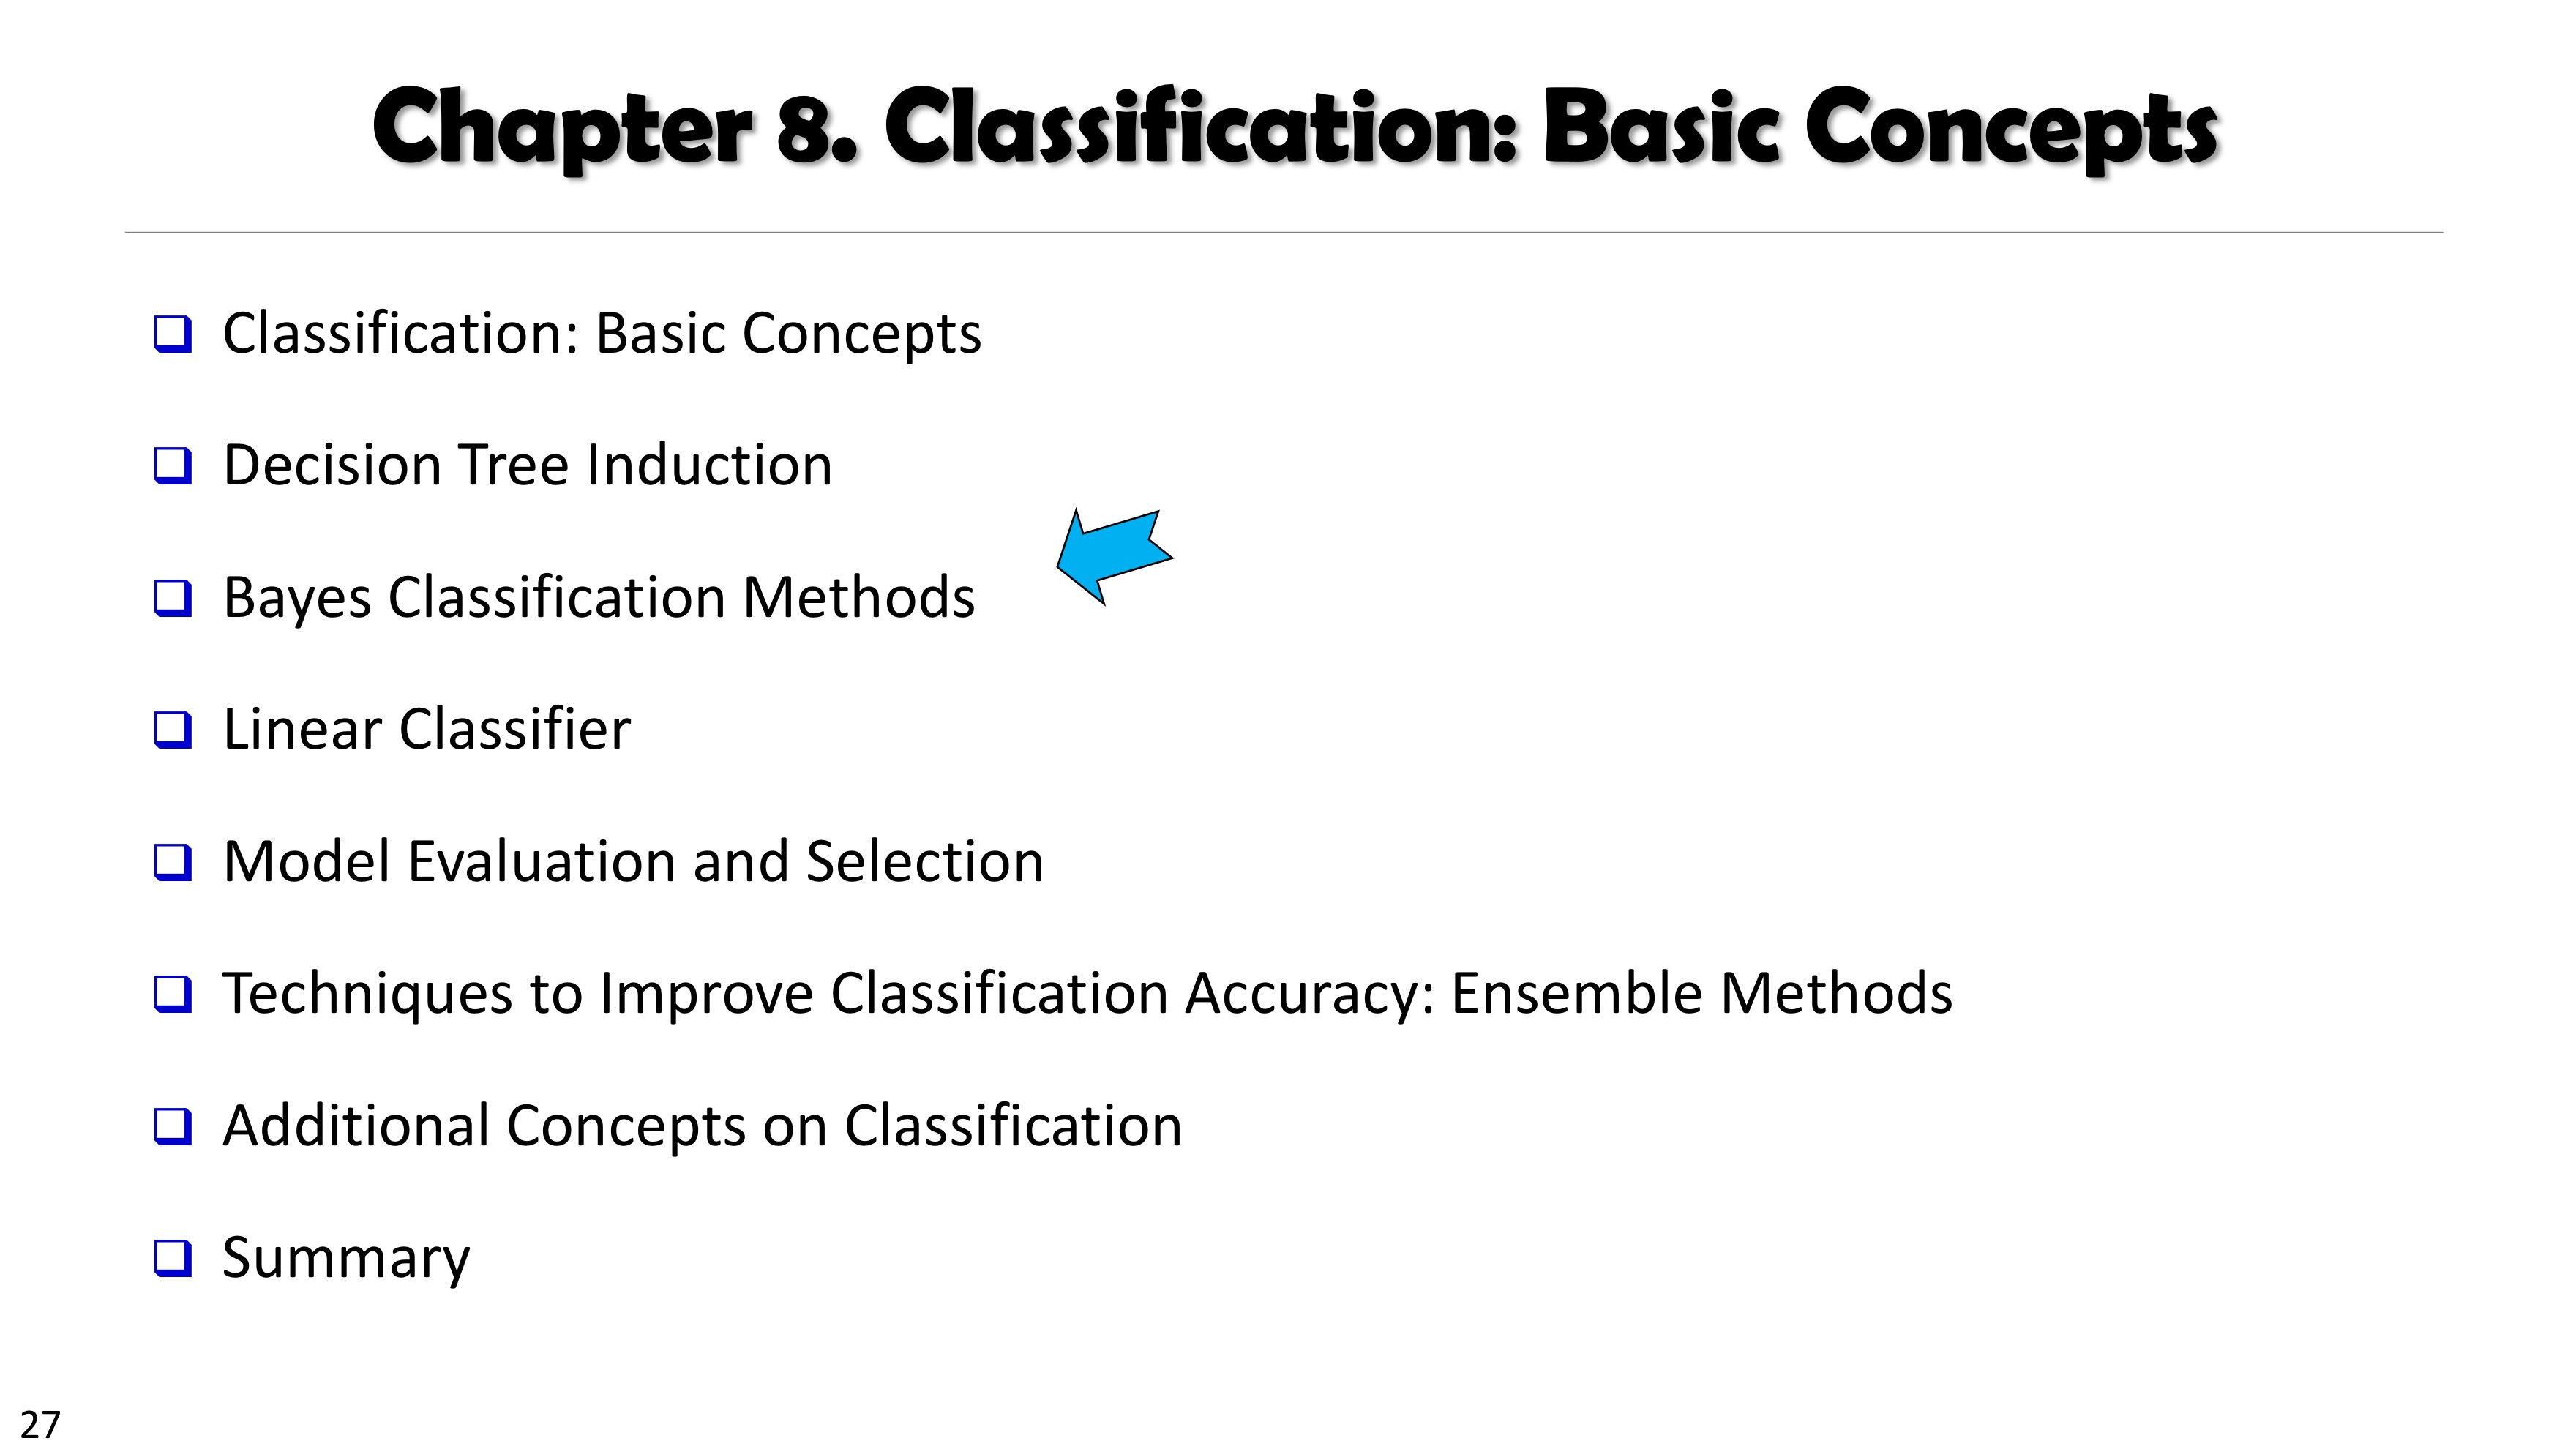 Chapter 8. Classification: Basic Concepts
Classification: Basic Concepts
Decision Tree Induction
Bayes Classification Methods
Linear Classifier
Model Evaluation and Selection
Techniques to Improve Classification Accuracy: Ensemble Methods
Additional Concepts on Classification
Summary
27